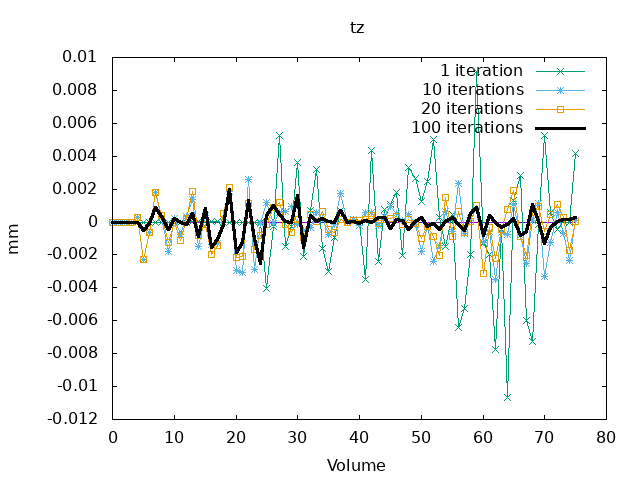 tz
0.01
0.008
0.006
0.004
0.002
0
-0.002
-0.004
-0.006
-0.008
-0.01
-0.012
mm
1 iteration
10 iterations
20 iterations
100 iterations
0 10 20 30 40 50 60 70 80
Volume